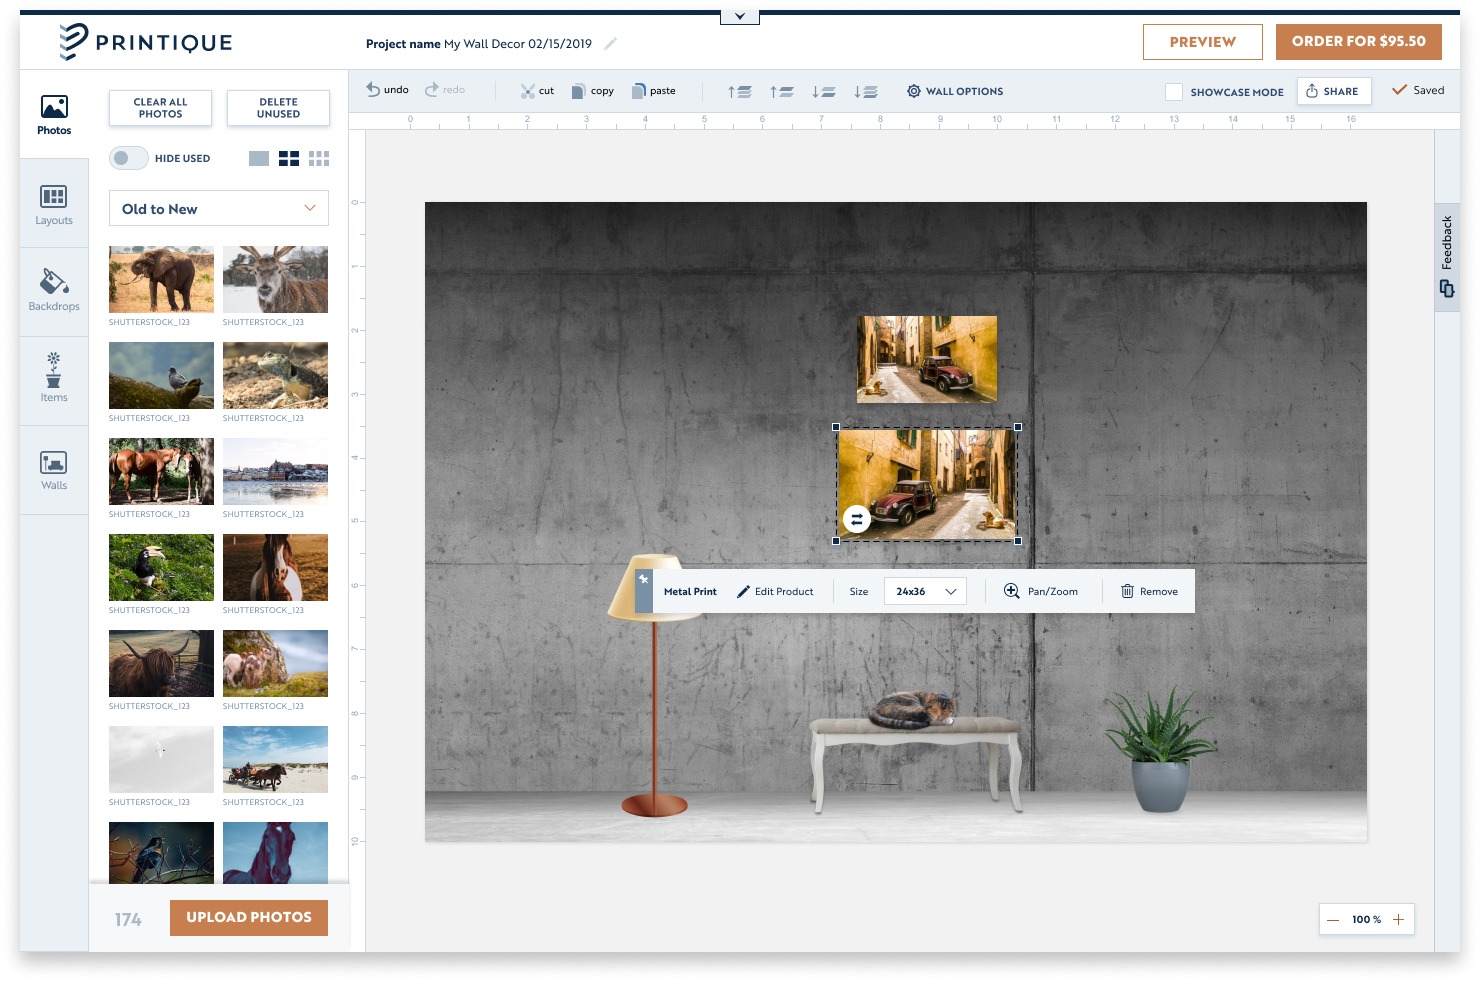 PRINTIQUE
Project name My Wall Decor 02/15/2019
PREVIEW
ORDER FOR $95.50
undo
redo
cut
copy
paste
WALL OPTIONS
SHOWCASE MODE
SHARE
Saved
0 1 2 3 4 5 6 7 8 9 10 11 12 13 14 15 16
Photos
Layouts
Backdrops
Items
Walls
CLEAR ALL
PHOTOS
DELETE
UNUSED
HIDE USED
Old to New
SHUTTERSTOCK_123 SHUTTERSTOCK_123
SHUTTERSTOCK_123 SHUTTERSTOCK_123
SHUTTERSTOCK_123 SHUTTERSTOCK_123
SHUTTERSTOCK_123 SHUTTERSTOCK_123
SHUTTERSTOCK_123 SHUTTERSTOCK_123
SHUTTERSTOCK_123 SHUTTERSTOCK_123
174
UPLOAD PHOTOS
0
1
2
3
4
5
6
7
8
9
10
Metal Print
Edit Product
Size
24x36
Pan/Zoom
Remove
Feedback
100 %